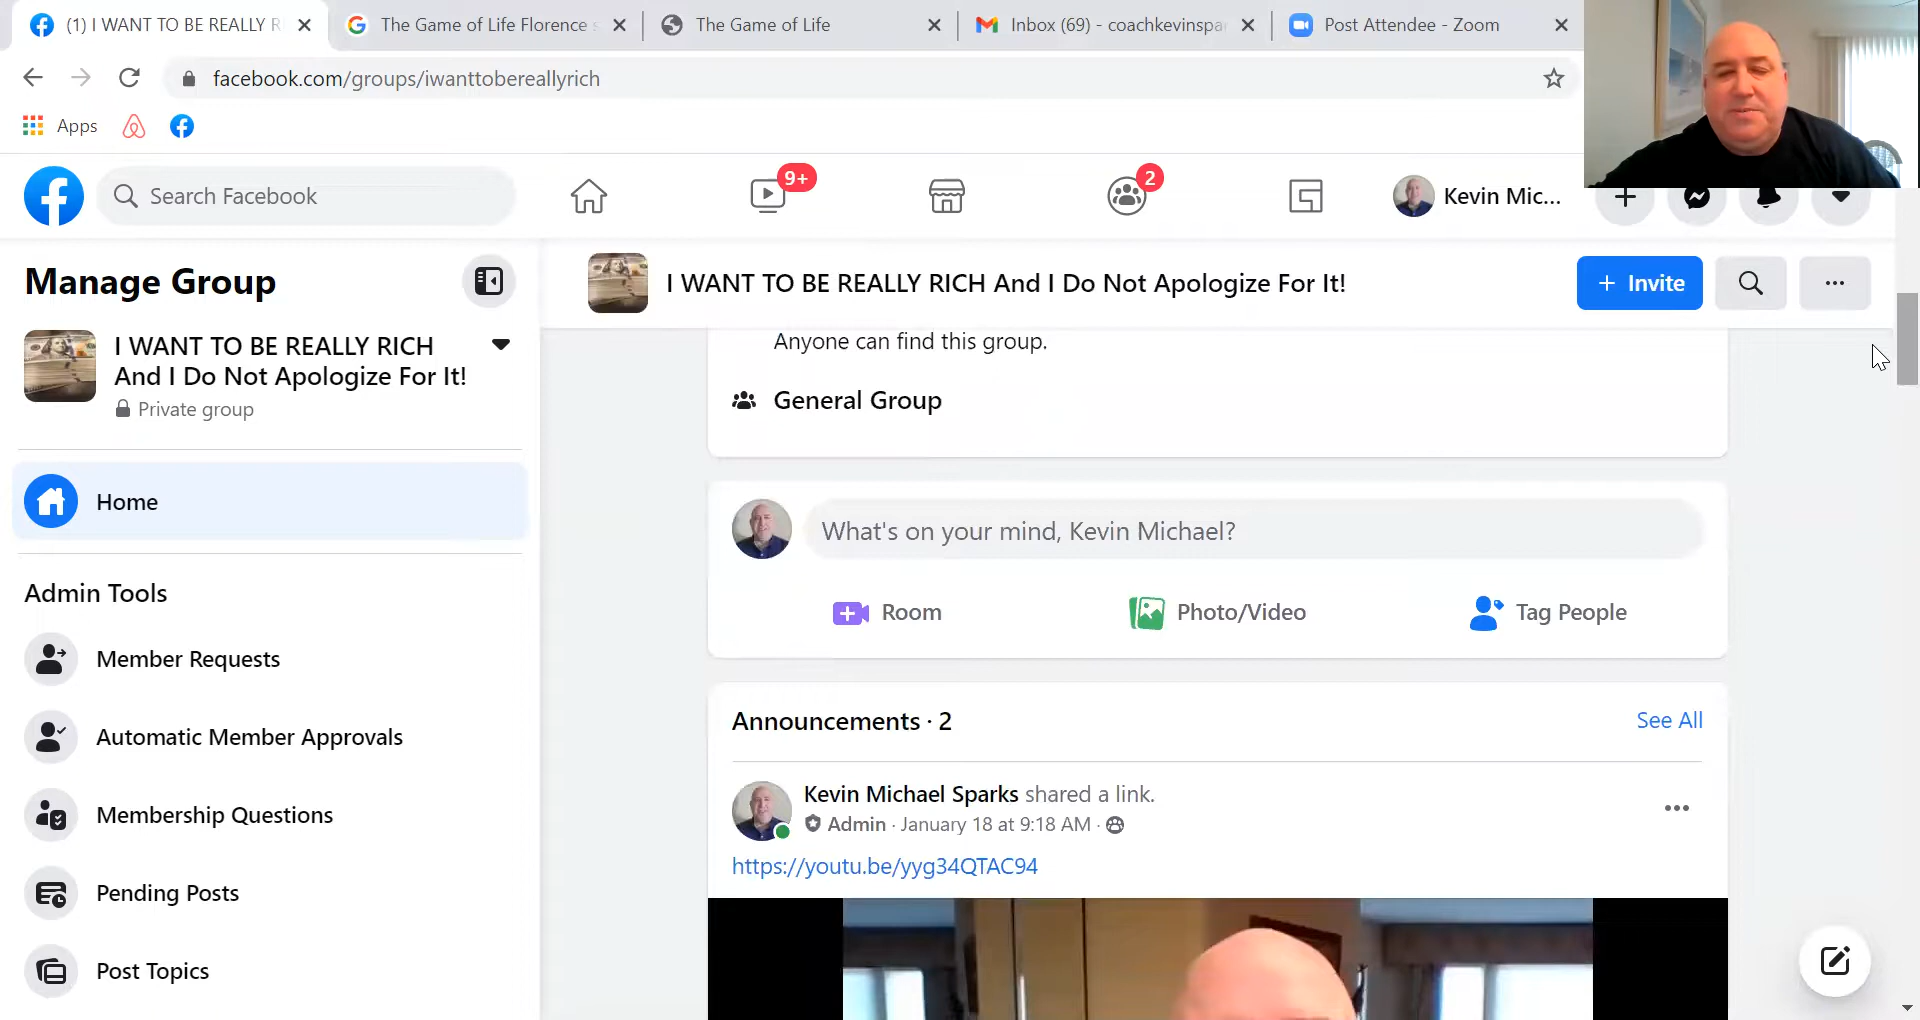 (1) I WANT TO BE REALLY R
The Game of Life Florence s
The Game of Life
Inbox (69) - coachkevinspar
Post Attendee - Zoom
facebook.com/groups/iwanttobereallyrich
Apps
Search Facebook
9+
2
Kevin Mic...
Manage Group
I WANT TO BE REALLY RICH And I Do Not Apologize For It!
+ Invite
I WANT TO BE REALLY RICH
And I Do Not Apologize For It!
Private group
Anyone can find this group.
General Group
Home
What's on your mind, Kevin Michael?
Room
Photo/Video
Tag People
Admin Tools
Member Requests
Automatic Member Approvals
Membership Questions
Pending Posts
Post Topics
Announcements · 2
See All
Kevin Michael Sparks shared a link.
Admin · January 18 at 9:18 AM ·
https://youtu.be/yyg34QTAC94